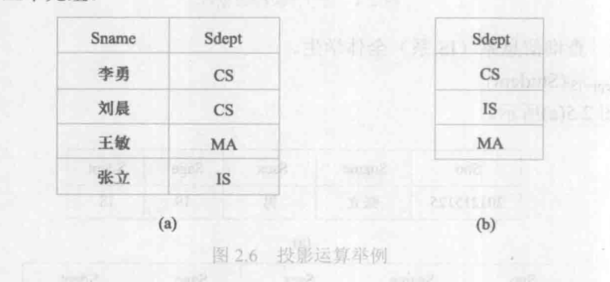 Sname Sdept
李勇 CS
刘晨 CS
王敏 MA
张立 IS
(a)
Sdept
CS
IS
MA
(b)
图 2.6 投影运算举例